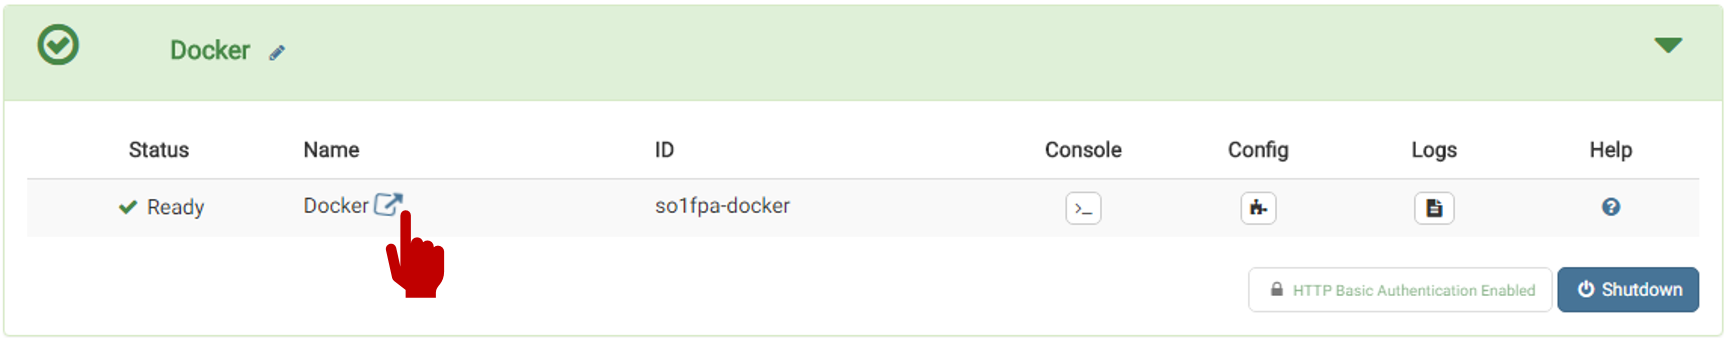 Docker
Status Name ID Console Config Logs Help
Ready Docker so1fpa-docker >_
HTTP Basic Authentication Enabled Shutdown